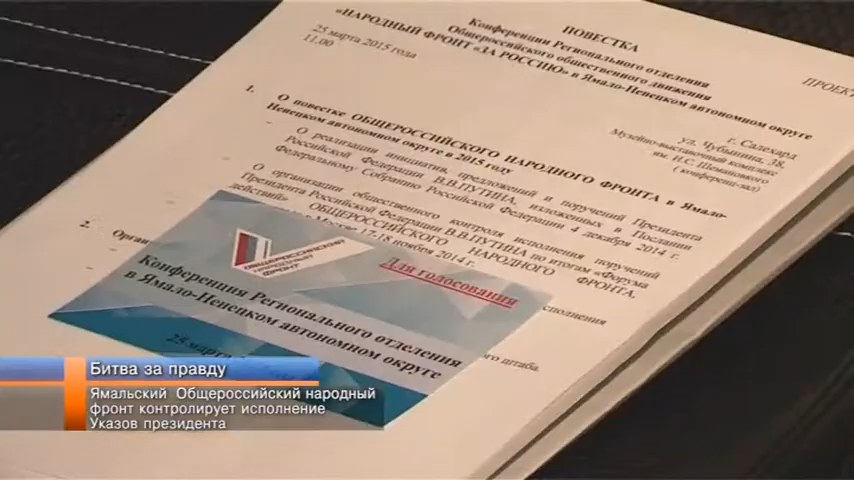 ПОВЕСТКА
Конференции Регионального отделения
Общероссийского общественного движения
«НАРОДНЫЙ ФРОНТ «ЗА РОССИЮ» в Ямало-Ненецком автономном округе
ПРОЕКТ
25 марта 2015 года
11.00
г. Салехард
ул. Чубынина, 38,
Музейно-выставочный комплекс
им. И.С. Шемановского
(конференц-зал)
1. О повестке ОБЩЕРОССИЙСКОГО НАРОДНОГО ФРОНТА в Ямало-
Ненецком автономном округе в 2015 году
- О реализации инициатив, предложений и поручений Президента
Российской Федерации В.В.ПУТИНА, изложенных в Послании
Федеральному Собранию Российской Федерации 4 декабря 2014 г.
- О организации общественного контроля исполнения поручений
Президента Российской Федерации В.В.ПУТИНА по итогам «Форума
действий» ОБЩЕРОССИЙСКОГО НАРОДНОГО ФРОНТА,
Москве 17-18 ноября 2014 г.
2.
штаба.
ОБЩЕРОССИЙСКИЙ
НАРОДНЫЙ
ФРОНТ
Для голосования
Конференция Регионального отделения
в Ямало-Ненецком автономном округе
25 марта
Битва за правду
Ямальский Общероссийский народный
фронт контролирует исполнение
Указов президента